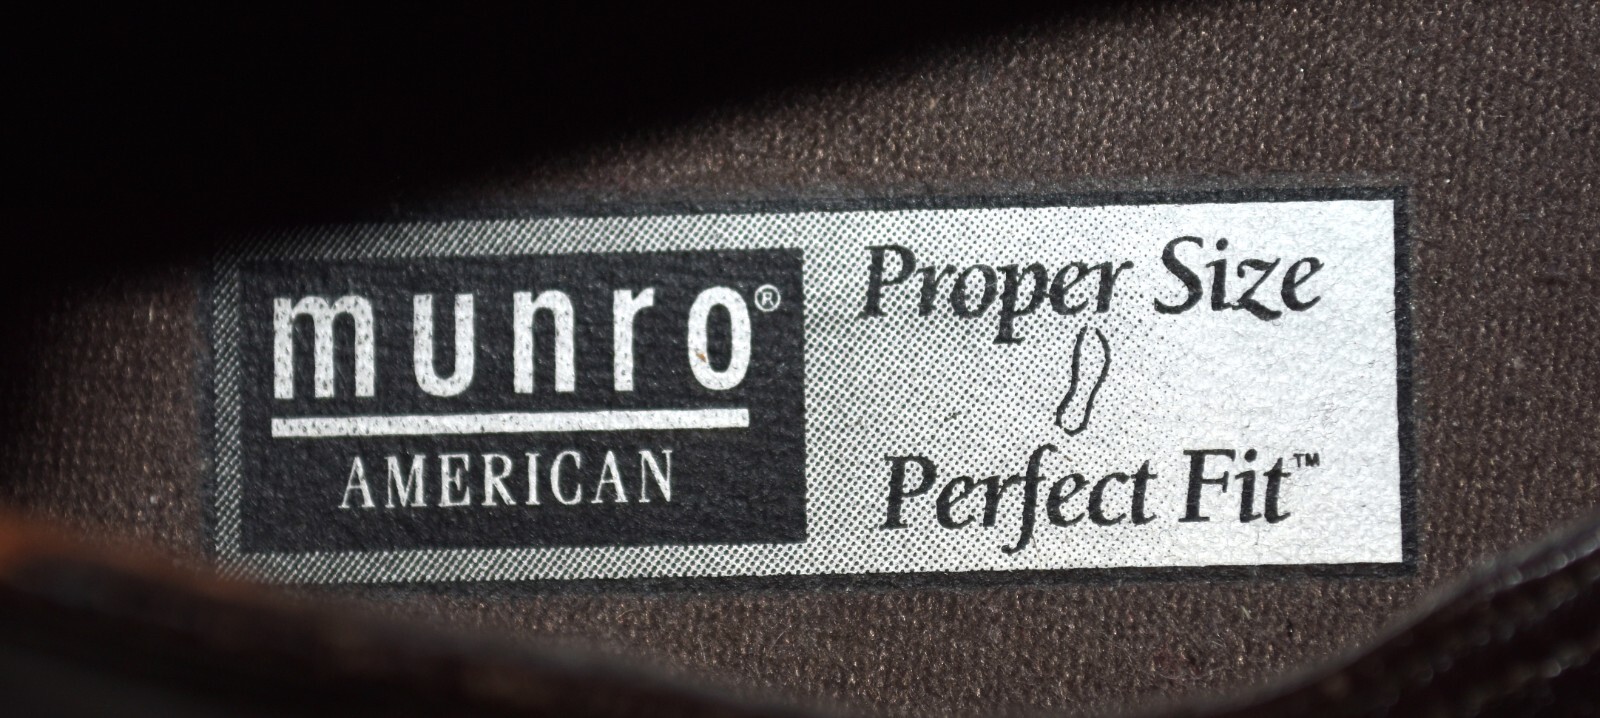 munro®
AMERICAN
Proper Size
Perfect Fit™